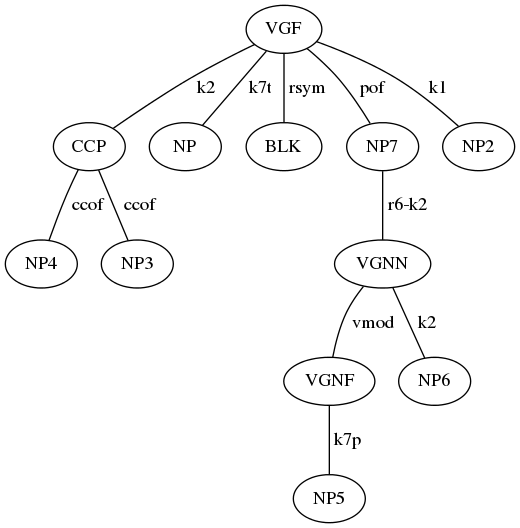 VGF
k2
k7t
rsym
pof
k1
CCP
NP
BLK
NP7
NP2
ccof
ccof
r6-k2
NP4
NP3
VGNN
vmod
k2
VGNF
NP6
k7p
NP5